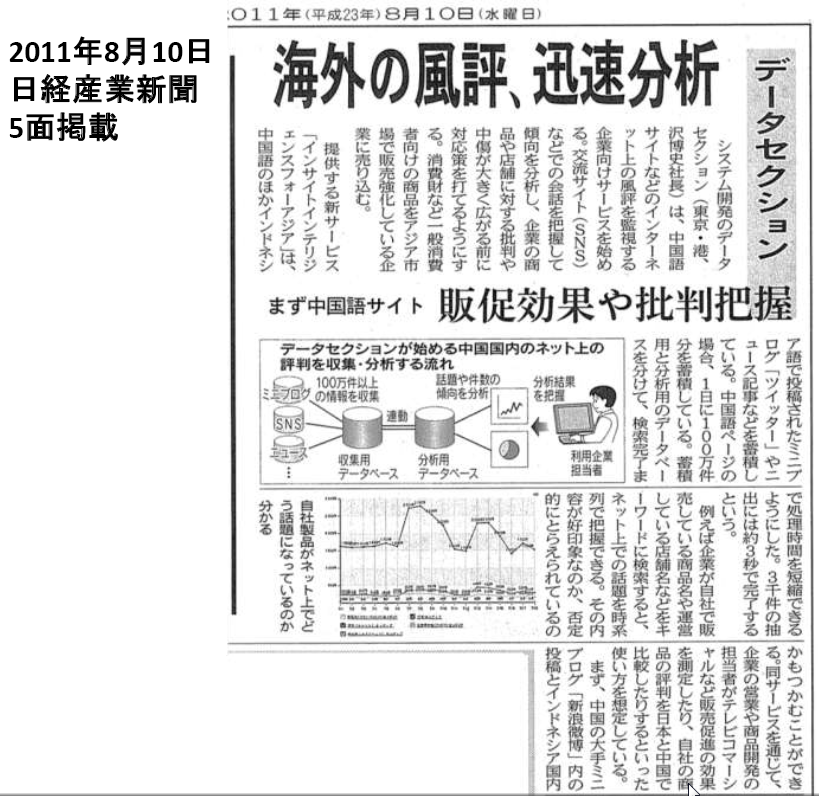 2011年8月10日
日経産業新聞
5面掲載
2011年(平成23年)8月10日(水曜日)
海外の風評、迅速分析
データセクション
システム開発のデータ
セクション(東京・港、
沢博史社長)は、中国語
サイトなどのインターネ
ット上の風評を監視する
企業向けサービスを始め
る。交流サイト(SNS)
などでの会話を把握して
傾向を分析し、企業の商
品や店舗に対する批判や
中傷が大きく広がる前に
対応策を打てるようにす
る。消費財など一般消費
者向けの商品をアジア市
場で販売強化している企
業に売り込む。
提供する新サービス
「インサイトインテリジ
ェンスフォーアジア」は、
中国語のほかインドネシ
まず中国語サイト 販促効果や批判把握
ア語で投稿されたミニブ
ログ「ツイッター」やニ
ュース記事などを蓄積し
ている。中国語ページの
場合、1日に100万件
分を蓄積している。蓄積
用と分析用のデータベー
スを分けて、検索完了ま
データセクションが始める中国国内のネット上の
評判を収集・分析する流れ
ミニブログ
SNS
ニュース
100万件以上
の情報を収集
収集用
データベース
連動
分析用
データベース
話題や件数の
傾向を分析
分析結果
を把握
利用企業
担当者
で処理時間を短縮できる
ようにした。3千件の抽
出には約3秒で完了する
という。
例えば企業が自社で販
売している商品名や運営
している店舗名などをキ
ーワードに検索すると、
ネット上での話題を時系
列で把握できる。その内
容が好印象なのか、否定
的にとらえられているの
自社製品がネット上でど
う話題になっているのか
分かる
かもつかむことができ
る。同サービスを通じて、
企業の営業や商品開発の
担当者がテレビコマーシ
ャルなど販売促進の効果
を測定したり、自社の商
品の評判を日本と中国で
比較したりするといった
使い方を想定している。
まず、中国の大手ミニ
ブログ「新浪微博」内の
投稿とインドネシア国内